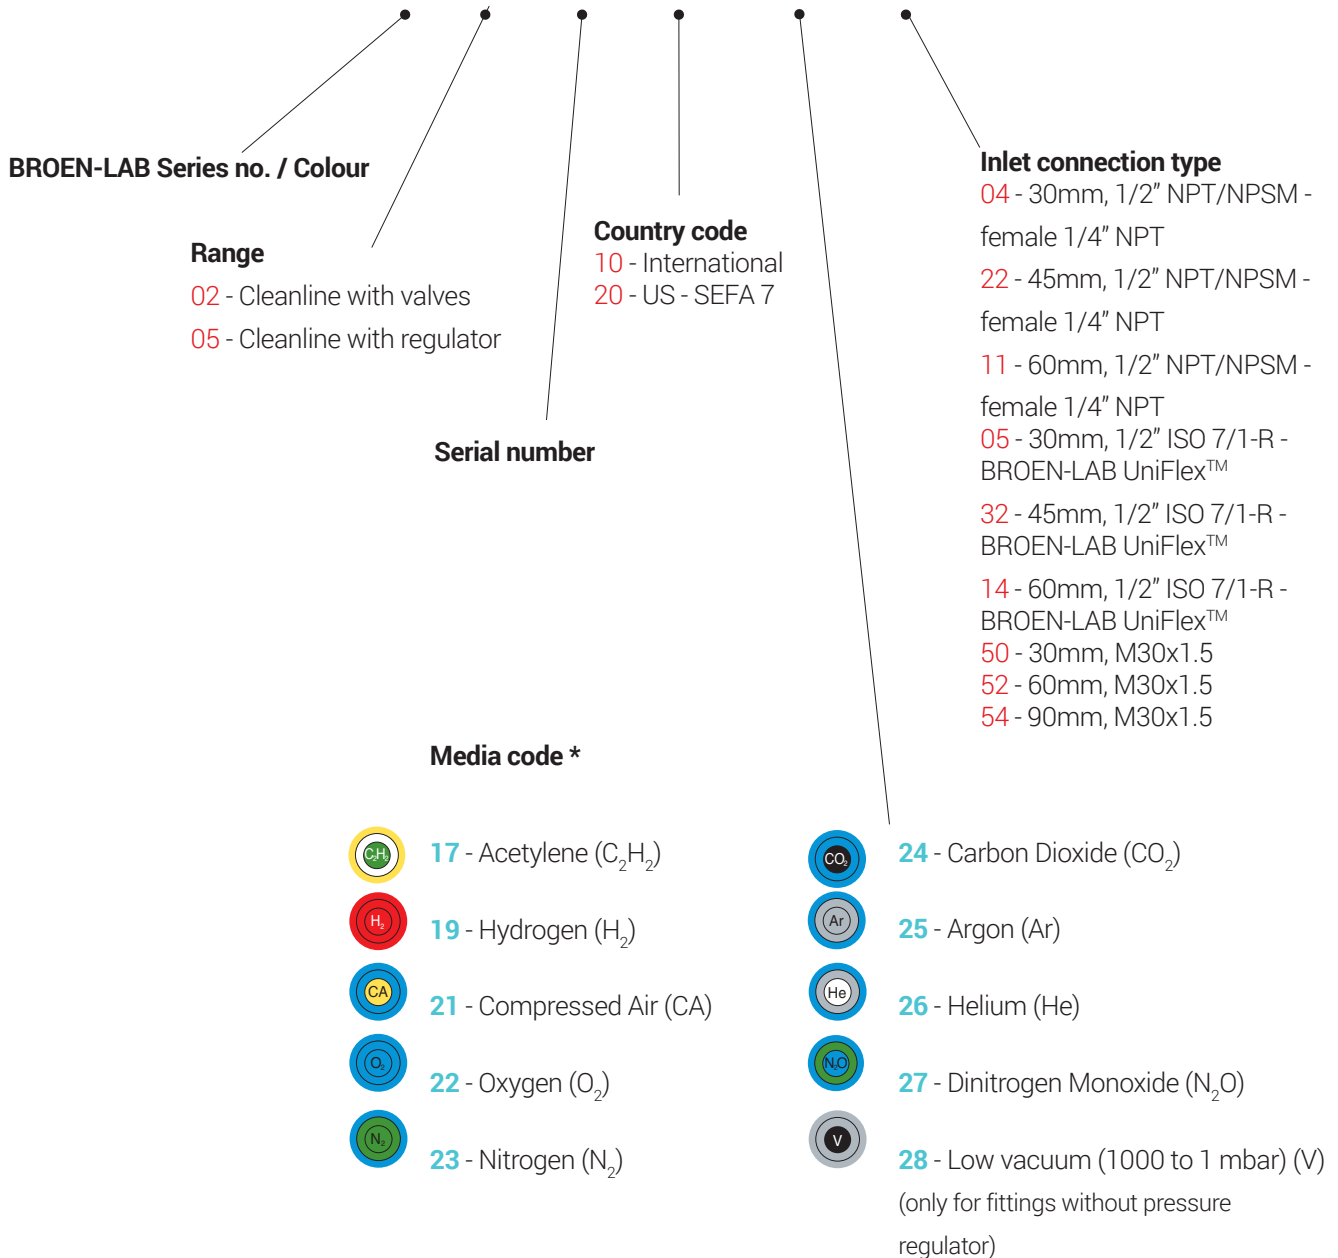 BROEN-LAB Series no. / Colour
Range
02 - Cleanline with valves
05 - Cleanline with regulator
Serial number
Country code
10 - International
20 - US - SEFA 7
Inlet connection type
04 - 30mm, 1/2” NPT/NPSM -
female 1/4” NPT
22 - 45mm, 1/2” NPT/NPSM -
female 1/4” NPT
11 - 60mm, 1/2” NPT/NPSM -
female 1/4” NPT
05 - 30mm, 1/2” ISO 7/1-R -
BROEN-LAB UniFlex™
32 - 45mm, 1/2” ISO 7/1-R -
BROEN-LAB UniFlex™
14 - 60mm, 1/2” ISO 7/1-R -
BROEN-LAB UniFlex™
50 - 30mm, M30x1.5
52 - 60mm, M30x1.5
54 - 90mm, M30x1.5
Media code *
C₂H₂ 17 - Acetylene (C₂H₂)
H₂ 19 - Hydrogen (H₂)
CA 21 - Compressed Air (CA)
O₂ 22 - Oxygen (O₂)
N₂ 23 - Nitrogen (N₂)
CO₂ 24 - Carbon Dioxide (CO₂)
Ar 25 - Argon (Ar)
He 26 - Helium (He)
N₂O 27 - Dinitrogen Monoxide (N₂O)
V 28 - Low vacuum (1000 to 1 mbar) (V)
(only for fittings without pressure
regulator)